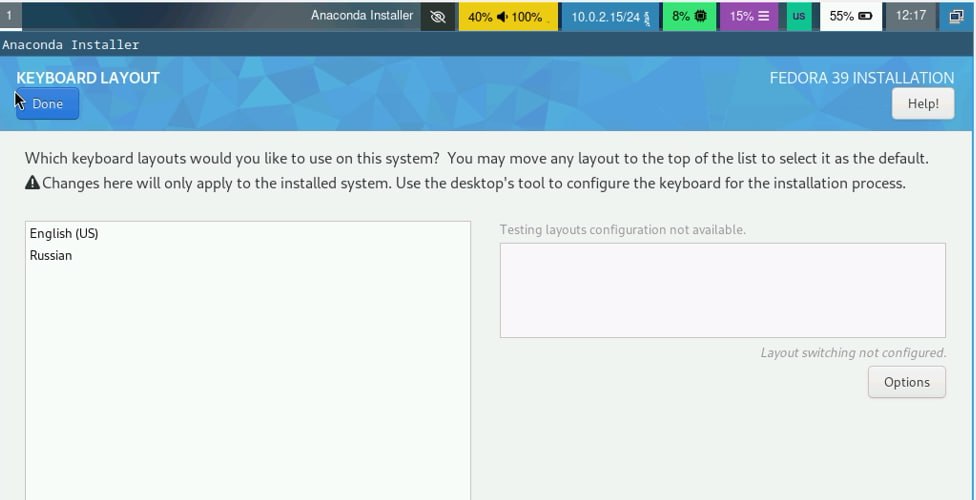 1 Anaconda Installer 40% 100% 10.0.2.15/24 8% 15% us 55% 12:17
Anaconda Installer
KEYBOARD LAYOUT FEDORA 39 INSTALLATION
Done Help!
Which keyboard layouts would you like to use on this system? You may move any layout to the top of the list to select it as the default.
Changes here will only apply to the installed system. Use the desktop's tool to configure the keyboard for the installation process.
English (US)
Russian
Testing layouts configuration not available.
Layout switching not configured.
Options